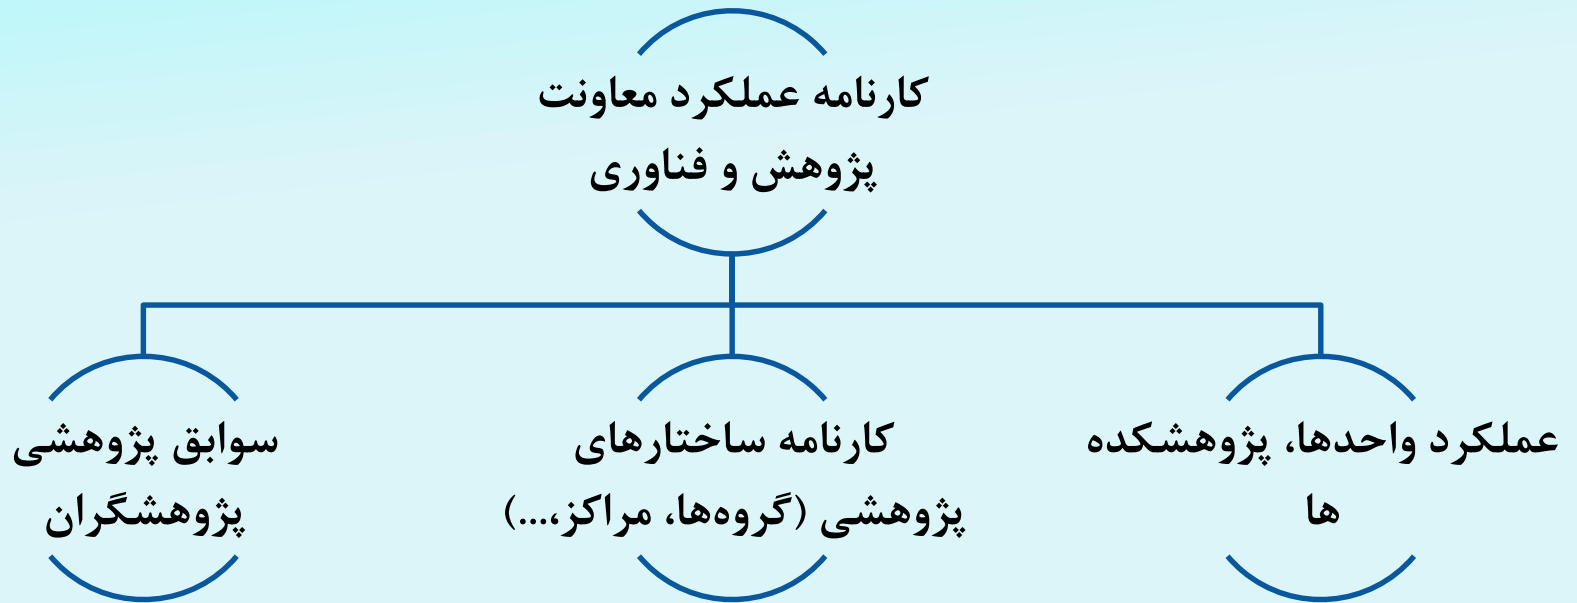 کارنامه عملکرد معاونت
پژوهش و فناوری
عملکرد واحدها، پژوهشکده
ها
کارنامه ساختارهای
پژوهشی (گروه‌ها، مراکز،...)
سوابق پژوهشی
پژوهشگران